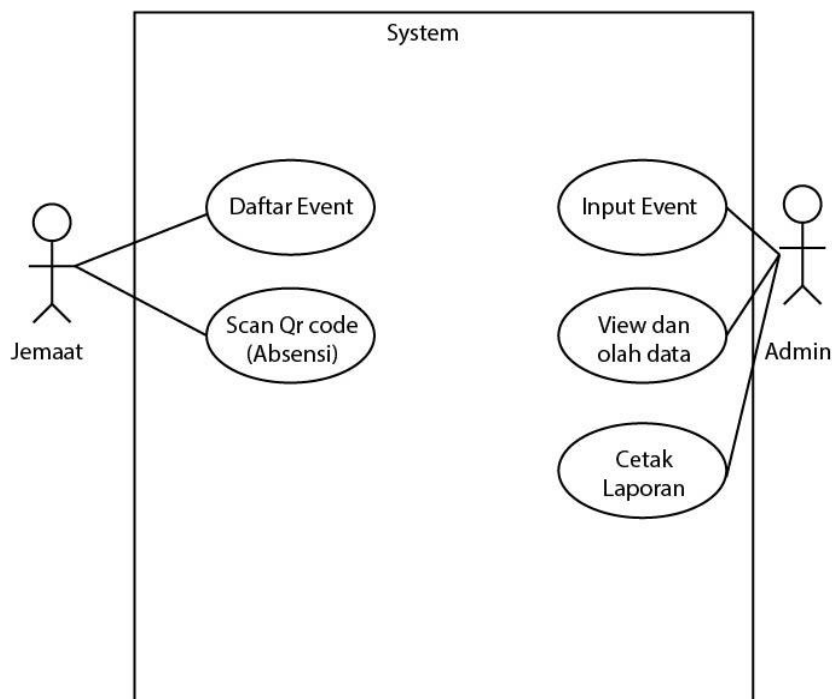 System
Daftar Event
Input Event
Scan Qr code
(Absensi)
View dan
olah data
Jemaat
Admin
Cetak
Laporan